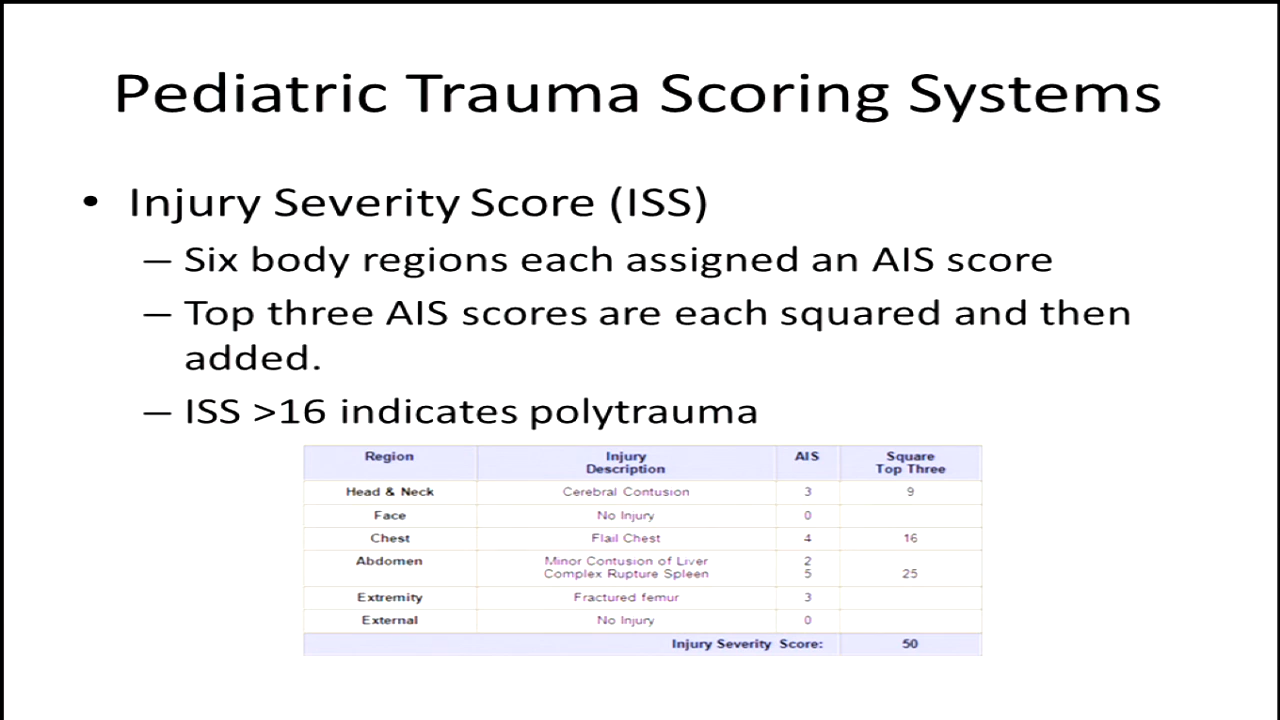 Pediatric Trauma Scoring Systems
• Injury Severity Score (ISS)
– Six body regions each assigned an AIS score
– Top three AIS scores are each squared and then
added.
– ISS >16 indicates polytrauma
Region Injury Description AIS Square Top Three
Head & Neck Cerebral Contusion 3 9
Face No Injury 0
Chest Flail Chest 4 16
Abdomen Minor Contusion of Liver 2
Complex Rupture Spleen 5 25
Extremity Fractured femur 3
External No Injury 0
Injury Severity Score: 50